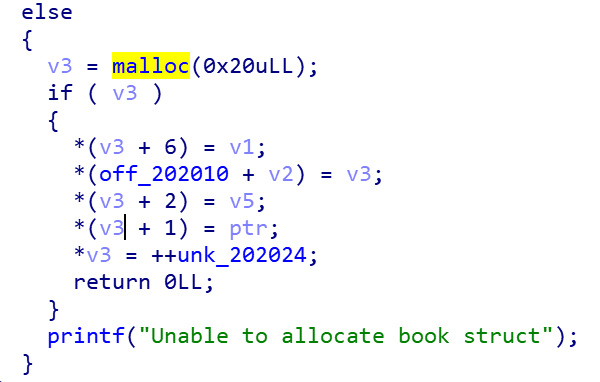 else
{
v3 = malloc(0x20uLL);
if ( v3 )
{
*(v3 + 6) = v1;
*(off_202010 + v2) = v3;
*(v3 + 2) = v5;
*(v3 + 1) = ptr;
*v3 = ++unk_202024;
return 0LL;
}
printf("Unable to allocate book struct");
}